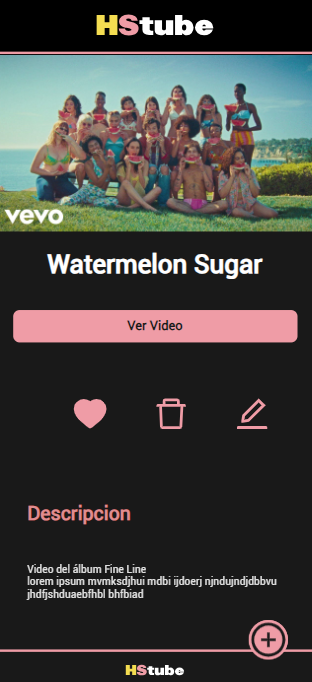 HStube
vevo
Watermelon Sugar
Ver Video
Descripcion
Video del álbum Fine Line
lorem ipsum mvmksdjhui mdbi ijdoerj njndujndjdbbvu
jhdfjshduaebfhbl bhfbiad
HStube